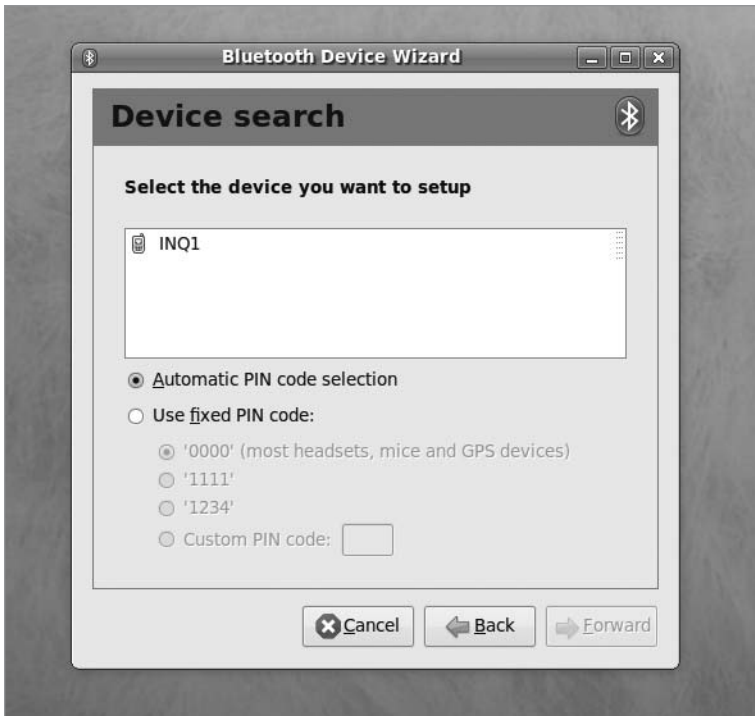 Bluetooth Device Wizard
Device search
Select the device you want to setup
INQ1
Automatic PIN code selection
Use fixed PIN code:
'0000' (most headsets, mice and GPS devices)
'1111'
'1234'
Custom PIN code:
Cancel Back Forward